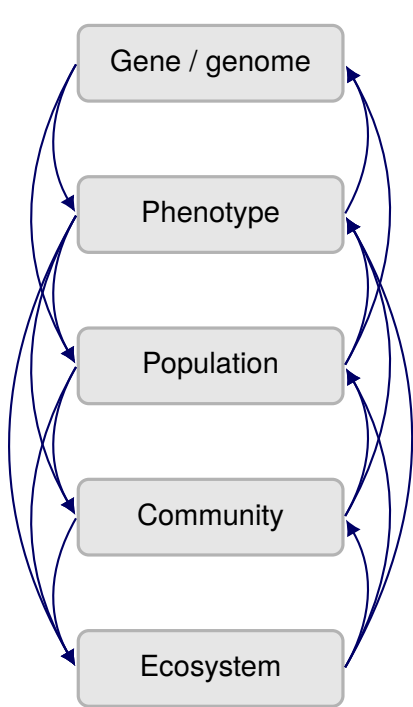 Gene / genome
Phenotype
Population
Community
Ecosystem